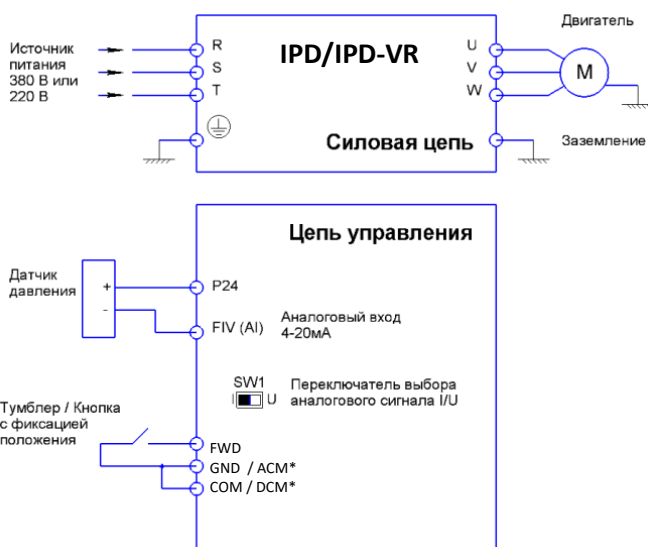 Двигатель
Источник
питания
380 В или
220 В
R
S
T
IPD/IPD-VR
U
V
W
M
Силовая цепь
Заземление
Цепь управления
Датчик
давления
+
-
P24
FIV (AI)
Аналоговый вход
4-20мА
SW1
I
U
Переключатель выбора
аналогового сигнала I/U
Тумблер / Кнопка
с фиксацией
положения
FWD
GND / ACM*
COM / DCM*